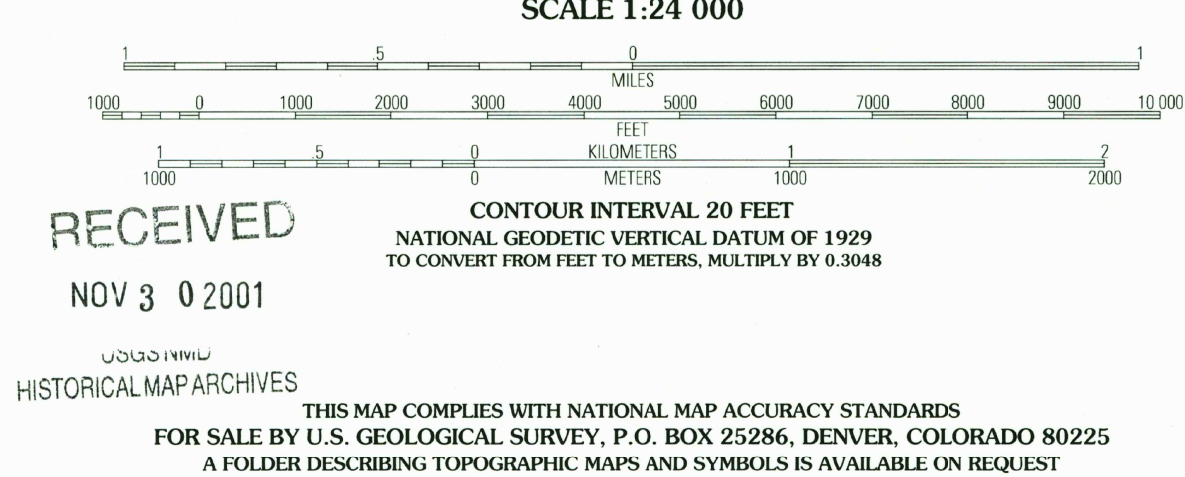 SCALE 1:24 000
1 .5 0 1
MILES
1000 0 1000 2000 3000 4000 5000 6000 7000 8000 9000 10 000
FEET
1 .5 0 KILOMETERS 1 2
1000 0 METERS 1000 2000
CONTOUR INTERVAL 20 FEET
NATIONAL GEODETIC VERTICAL DATUM OF 1929
TO CONVERT FROM FEET TO METERS, MULTIPLY BY 0.3048
RECEIVED
NOV 3 0 2001
USGS NMD
HISTORICAL MAP ARCHIVES
THIS MAP COMPLIES WITH NATIONAL MAP ACCURACY STANDARDS
FOR SALE BY U.S. GEOLOGICAL SURVEY, P.O. BOX 25286, DENVER, COLORADO 80225
A FOLDER DESCRIBING TOPOGRAPHIC MAPS AND SYMBOLS IS AVAILABLE ON REQUEST